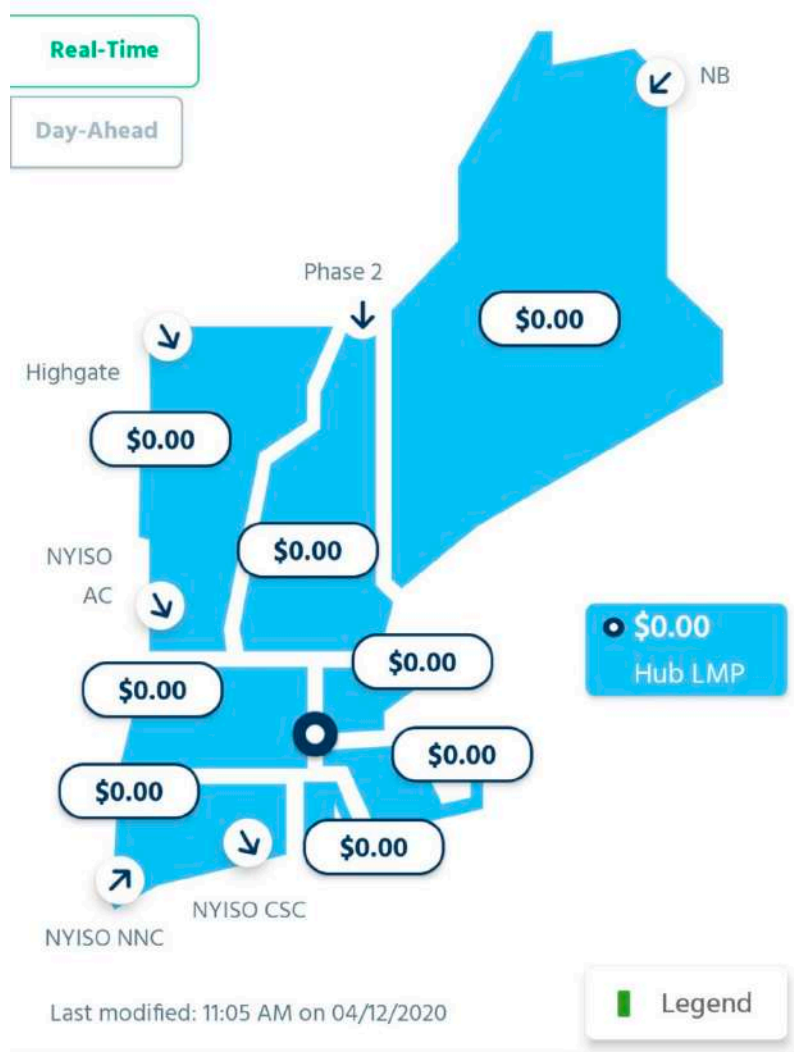 Real-Time
NB
Day-Ahead
Phase 2
$0.00
Highgate
$0.00
NYISO
AC
$0.00
$0.00
Hub LMP
$0.00
$0.00
$0.00
$0.00
$0.00
NYISO CSC
NYISO NNC
Last modified: 11:05 AM on 04/12/2020
Legend